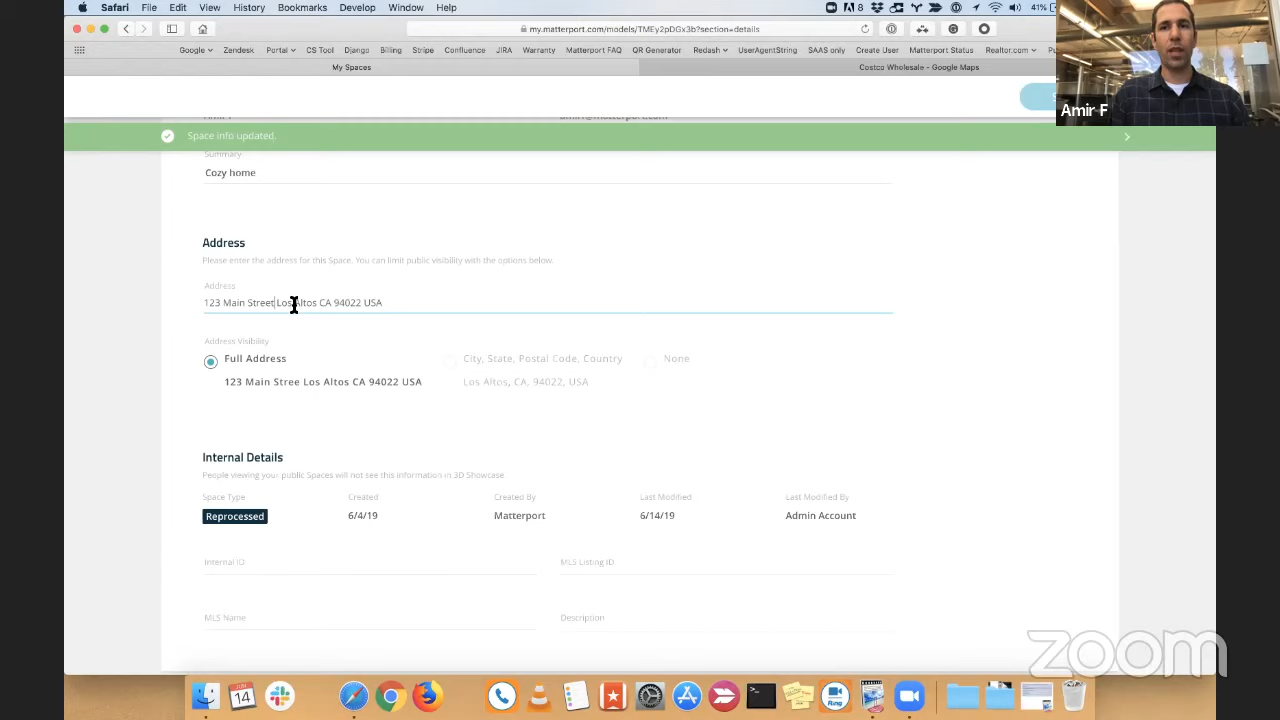 Safari File Edit View History Bookmarks Develop Window Help
8
my.matterport.com/models/TMEy2pDGx3b?section=details
Google Zendesk Portal CS Tool Django Billing Stripe Confluence JIRA Warranty Matterport FAQ QR Generator Redash UserAgentString SAAS only Create User Matterport Status Realtor.com
My Spaces
Costco Wholesale - Google Maps
Amir F
Space info updated.
Summary
Cozy home
Address
Please enter the address for this Space. You can limit public visibility with the options below.
Address
123 Main Street Los Altos CA 94022 USA
Address Visibility
Full Address
City, State, Postal Code, Country
None
123 Main Stree Los Altos CA 94022 USA
Los Altos, CA, 94022, USA
Internal Details
People viewing your public Spaces will not see this information in 3D Showcase.
Space Type Created Created By Last Modified Last Modified By
Reprocessed 6/4/19 Matterport 6/14/19 Admin Account
Internal ID
MLS Listing ID
MLS Name
Description
zoom
14
Ring